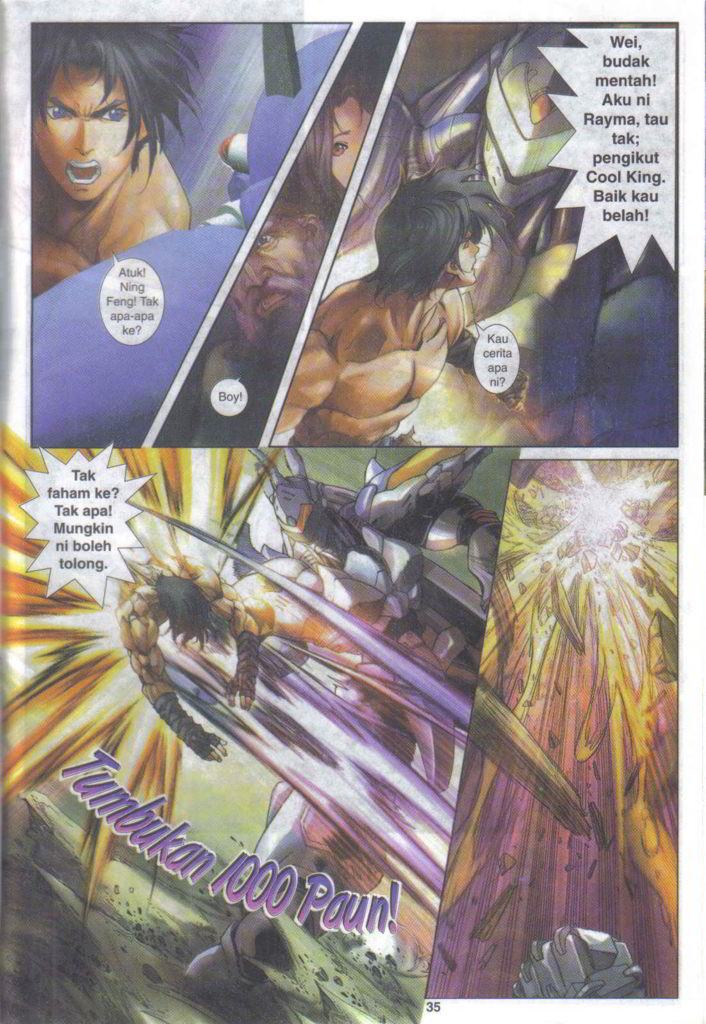 Atuk!
Ning
Feng! Tak
apa-apa
ke?
Boy!
Wei,
budak
mentah!
Aku ni
Rayma, tau
tak;
pengikut
Cool King.
Baik kau
belah!
Kau
cerita
apa
ni?
Tak
faham ke?
Tak apa!
Mungkin
ni boleh
tolong.
Tambukan 1000 Paun!
35